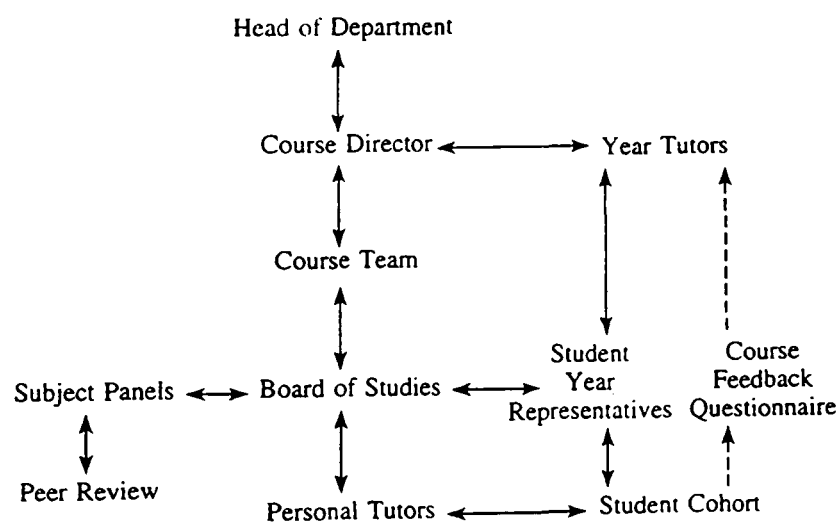 Head of Department
Course Director
Year Tutors
Course Team
Subject Panels
Board of Studies
Student
Year
Representatives
Course
Feedback
Questionnaire
Peer Review
Personal Tutors
Student Cohort